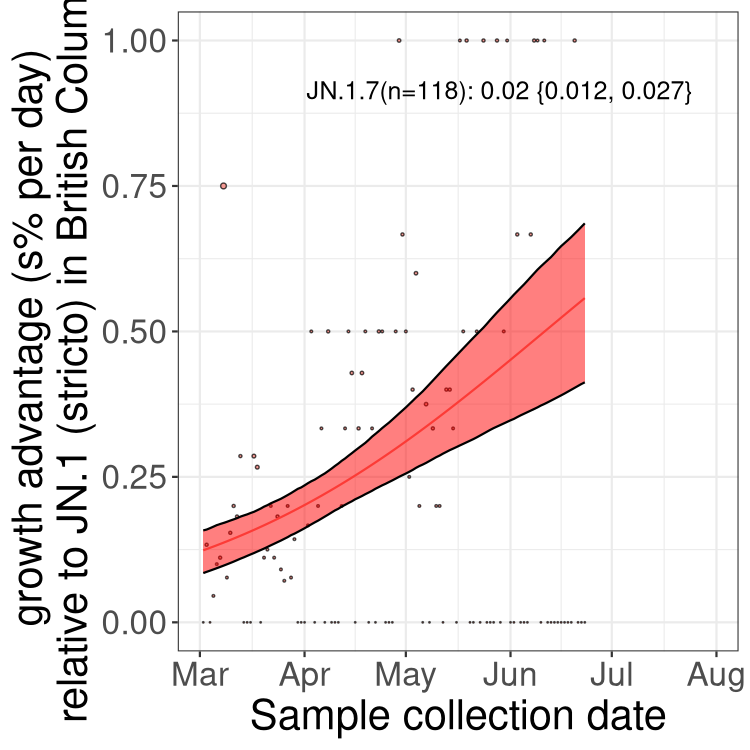 growth advantage (s% per day)
relative to JN.1 (stricto) in British Colum
1.00
0.75
0.50
0.25
0.00
JN.1.7(n=118): 0.02 {0.012, 0.027}
Mar Apr May Jun Jul Aug
Sample collection date